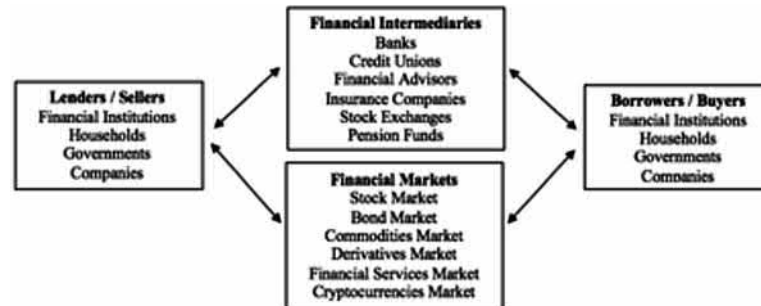 Financial Intermediaries
Banks
Credit Unions
Financial Advisors
Insurance Companies
Stock Exchanges
Pension Funds
Lenders / Sellers
Financial Institutions
Households
Governments
Companies
Borrowers / Buyers
Financial Institutions
Households
Governments
Companies
Financial Markets
Stock Market
Bond Market
Commodities Market
Derivatives Market
Financial Services Market
Cryptocurrencies Market